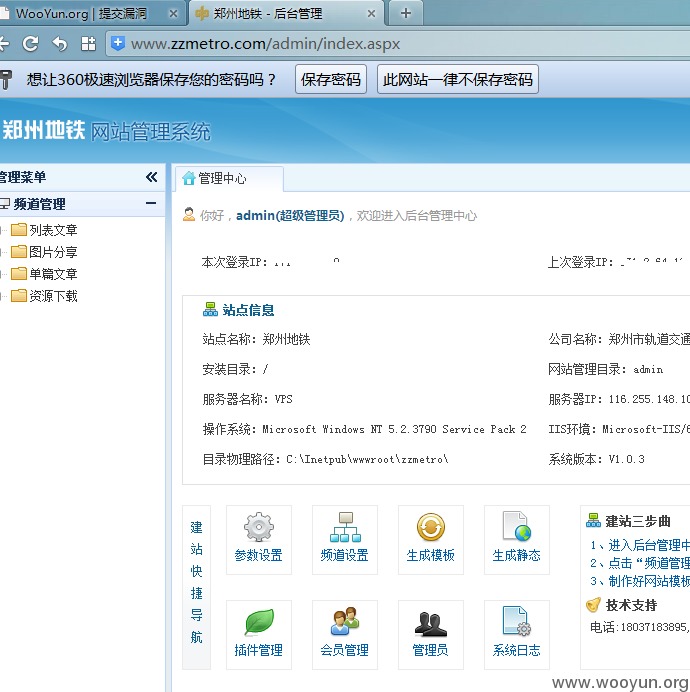 WooYun.org | 提交漏洞
郑州地铁 - 后台管理
www.zzmetro.com/admin/index.aspx
想让360极速浏览器保存您的密码吗？ 保存密码 此网站一律不保存密码
郑州地铁 网站管理系统
管理菜单
管理中心
频道管理
列表文章
图片分享
单篇文章
资源下载
你好，admin(超级管理员)，欢迎进入后台管理中心
本次登录IP： 上次登录IP：
站点信息
站点名称：郑州地铁 公司名称：郑州市轨道交通
安装目录：/ 网站管理目录：admin
服务器名称：VPS 服务器IP：116.255.148.10
操作系统：Microsoft Windows NT 5.2.3790 Service Pack 2 IIS环境：Microsoft-IIS/6
目录物理路径：C:\Inetpub\wwwroot\zzmetro\ 系统版本：V1.0.3
建站快捷导航
参数设置 频道设置 生成模板 生成静态
插件管理 会员管理 管理员 系统日志
建站三步曲
1、进入后台管理中
2、点击“频道管理
3、制作好网站模板
技术支持
电话:18037183895,
www.wooyun.org